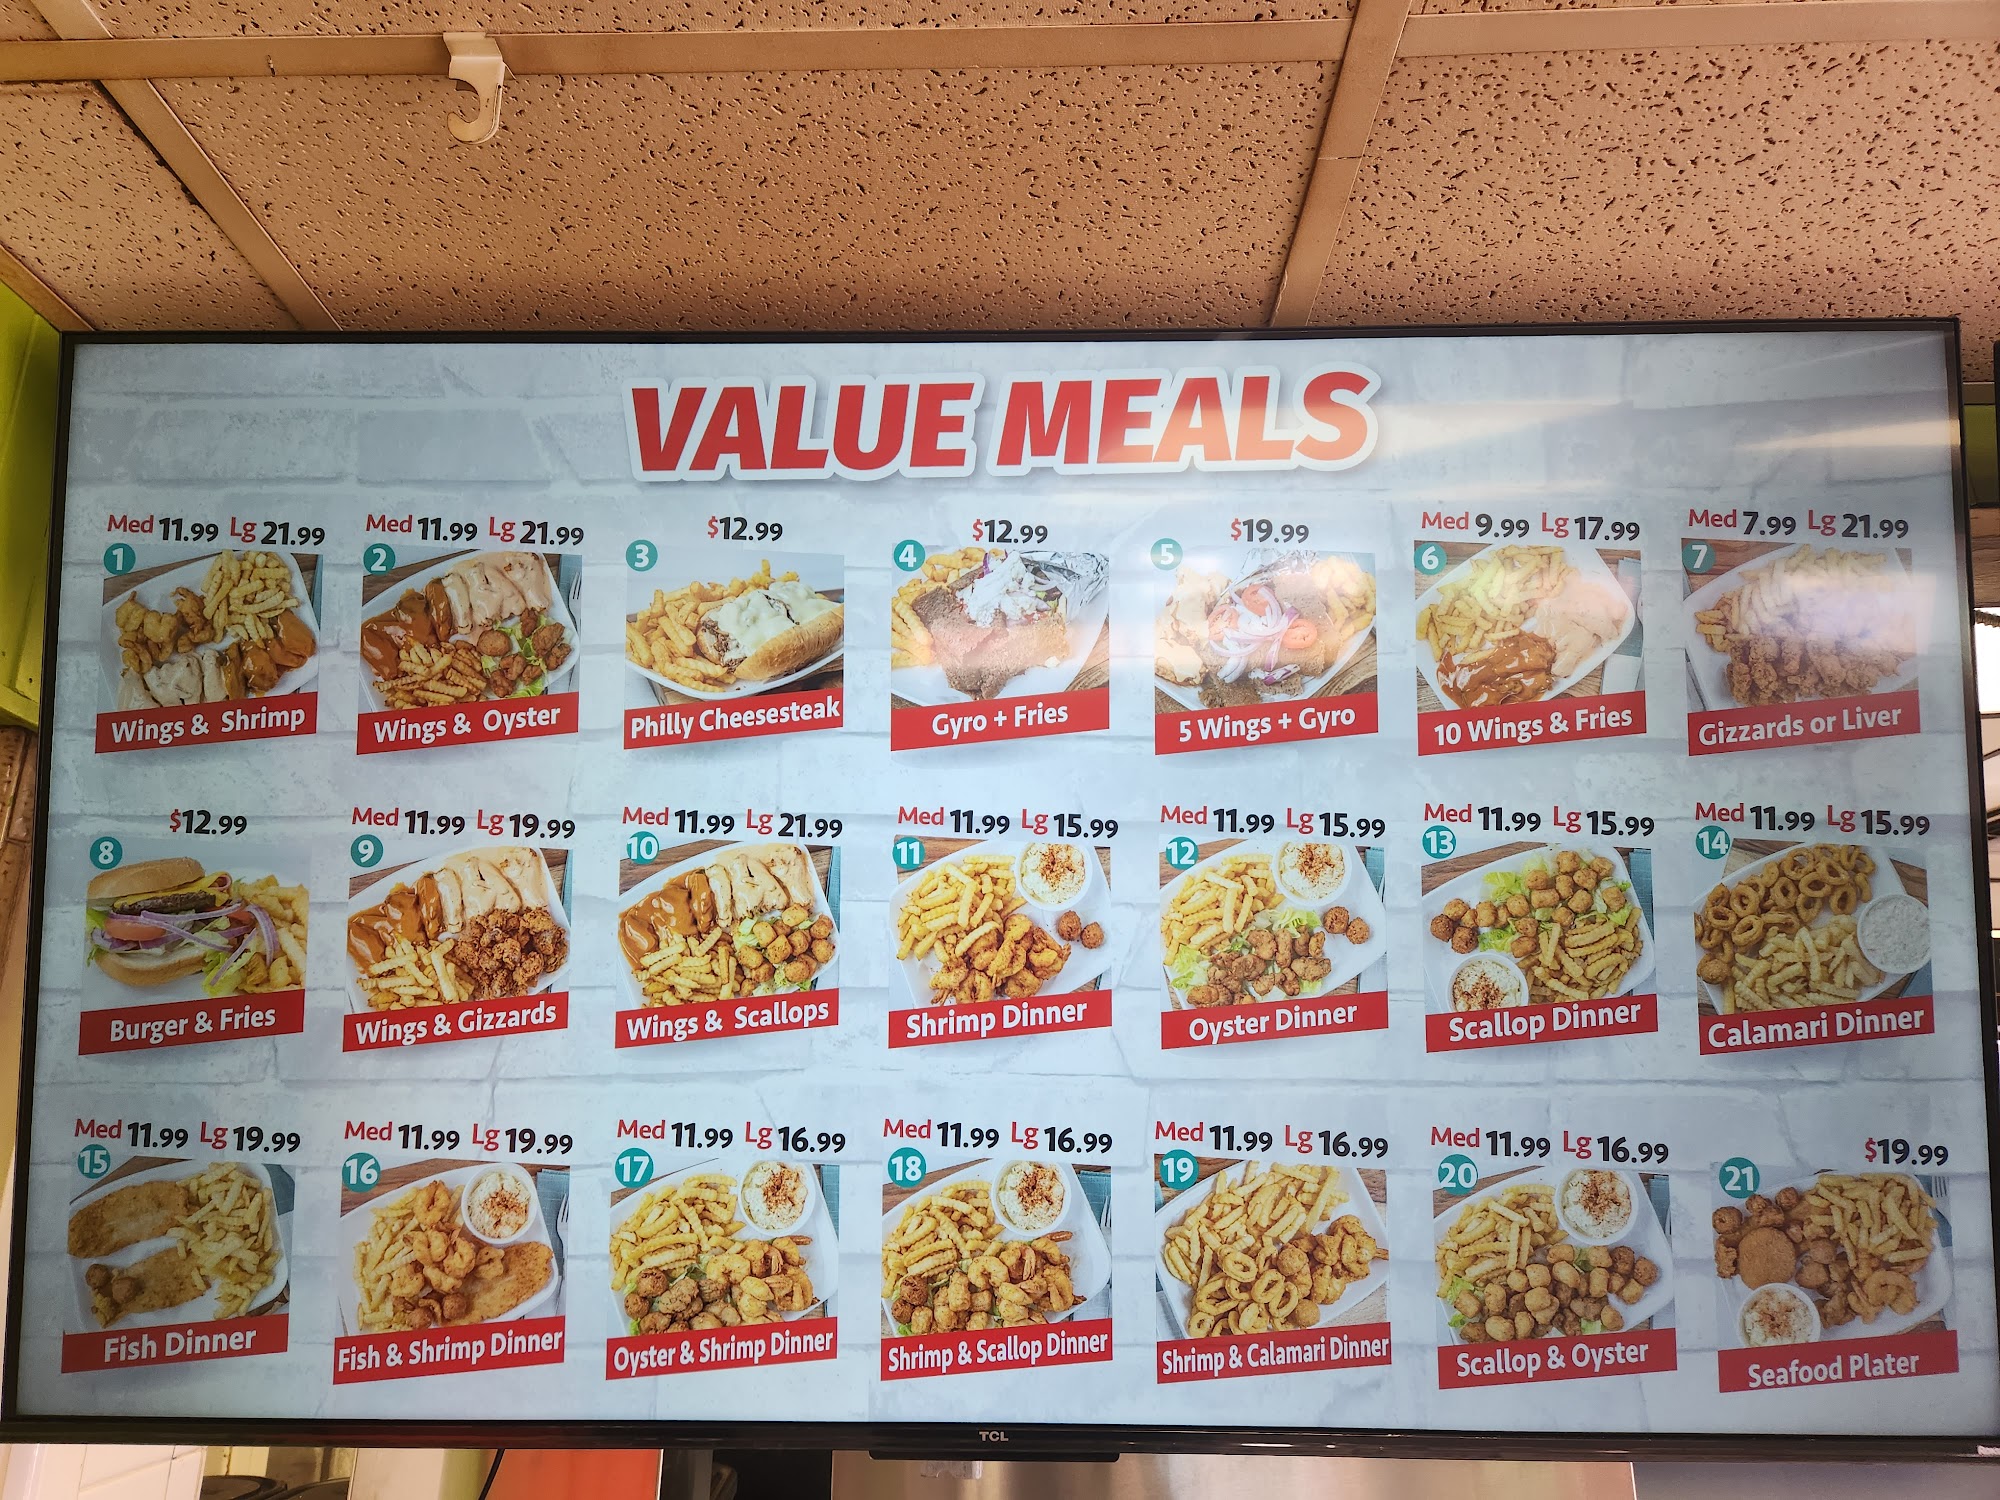 VALUE MEALS
Med 11.99 Lg 21.99
1
Wings & Shrimp
Med 11.99 Lg 21.99
2
Wings & Oyster
$12.99
3
Philly Cheesesteak
$12.99
4
Gyro + Fries
$19.99
5
5 Wings + Gyro
Med 9.99 Lg 17.99
6
10 Wings & Fries
Med 7.99 Lg 21.99
7
Gizzards or Liver
$12.99
8
Burger & Fries
Med 11.99 Lg 19.99
9
Wings & Gizzards
Med 11.99 Lg 21.99
10
Wings & Scallops
Med 11.99 Lg 15.99
11
Shrimp Dinner
Med 11.99 Lg 15.99
12
Oyster Dinner
Med 11.99 Lg 15.99
13
Scallop Dinner
Med 11.99 Lg 15.99
14
Calamari Dinner
Med 11.99 Lg 19.99
15
Fish Dinner
Med 11.99 Lg 19.99
16
Fish & Shrimp Dinner
Med 11.99 Lg 16.99
17
Oyster & Shrimp Dinner
Med 11.99 Lg 16.99
18
Shrimp & Scallop Dinner
Med 11.99 Lg 16.99
19
Shrimp & Calamari Dinner
Med 11.99 Lg 16.99
20
Scallop & Oyster
$19.99
21
Seafood Plater
TCL